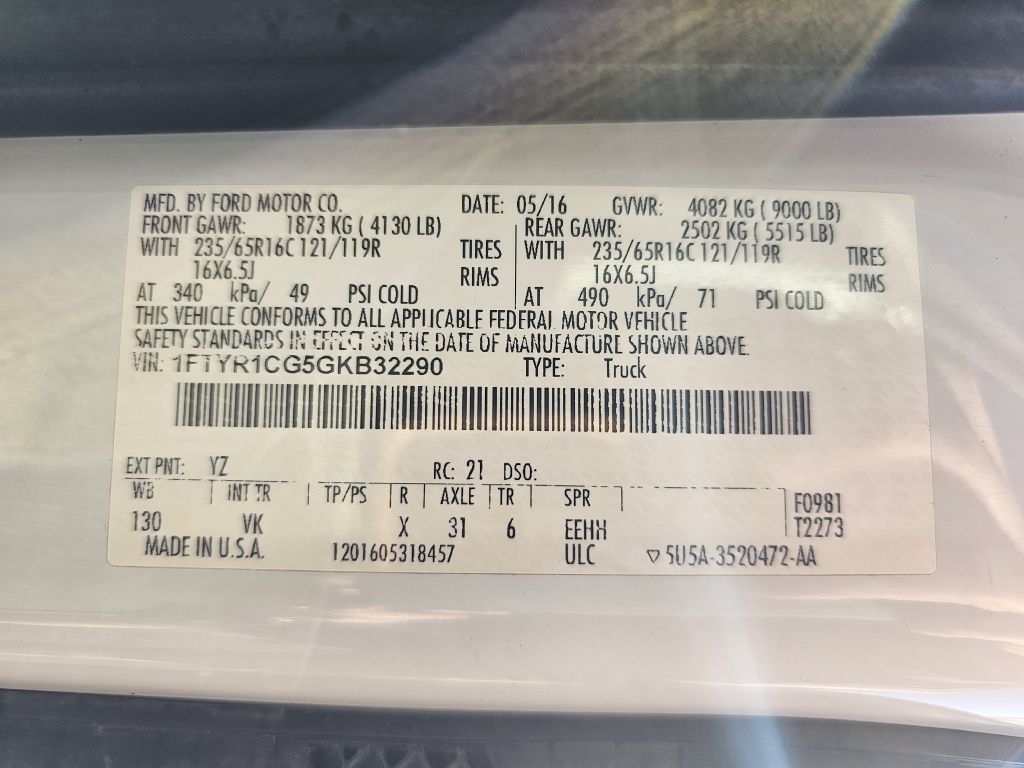 MFD. BY FORD MOTOR CO. DATE: 05/16 GVWR: 4082 KG ( 9000 LB)
FRONT GAWR: 1873 KG ( 4130 LB) REAR GAWR: 2502 KG ( 5515 LB)
WITH 235/65R16C 121/119R TIRES WITH 235/65R16C 121/119R TIRES
16X6.5J RIMS 16X6.5J RIMS
AT 340 kPa/ 49 PSI COLD AT 490 kPa/ 71 PSI COLD
THIS VEHICLE CONFORMS TO ALL APPLICABLE FEDERAL MOTOR VEHICLE
SAFETY STANDARDS IN EFFECT ON THE DATE OF MANUFACTURE SHOWN ABOVE.
VIN: 1FTYR1CG5GKB32290 TYPE: Truck
EXT PNT: YZ RC: 21 DSO:
WB INT TR TP/PS R AXLE TR SPR F0981
130 VK X 31 6 EEHH T2273
MADE IN U.S.A. 1201605318457 ULC ▽ 5U5A-3520472-AA